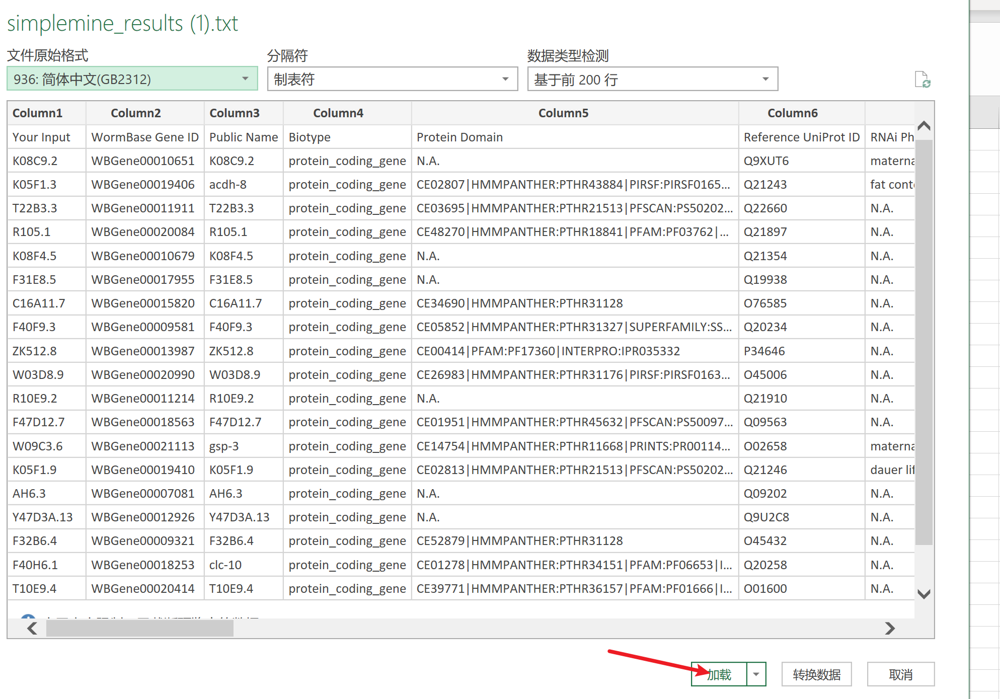 simplemine_results (1).txt
文件原始格式 分隔符 数据类型检测
936: 简体中文(GB2312) 制表符 基于前 200 行
Column1 Column2 Column3 Column4 Column5 Column6
Your Input WormBase Gene ID Public Name Biotype Protein Domain Reference UniProt ID RNAi Ph
K08C9.2 WBGene00010651 K08C9.2 protein_coding_gene N.A. Q9XUT6 materna
K05F1.3 WBGene00019406 acdh-8 protein_coding_gene CE02807|HMMPANTHER:PTHR43884|PIRSF:PIRSF0165... Q21243 fat cont
T22B3.3 WBGene00011911 T22B3.3 protein_coding_gene CE03695|HMMPANTHER:PTHR21513|PFSCAN:PS50202... Q22660 N.A.
R105.1 WBGene00020084 R105.1 protein_coding_gene CE48270|HMMPANTHER:PTHR18841|PFAM:PF03762|... Q21897 N.A.
K08F4.5 WBGene00010679 K08F4.5 protein_coding_gene N.A. Q21354 N.A.
F31E8.5 WBGene00017955 F31E8.5 protein_coding_gene N.A. Q19938 N.A.
C16A11.7 WBGene00015820 C16A11.7 protein_coding_gene CE34690|HMMPANTHER:PTHR31128 O76585 N.A.
F40F9.3 WBGene00009581 F40F9.3 protein_coding_gene CE05852|HMMPANTHER:PTHR31327|SUPERFAMILY:SS... Q20234 N.A.
ZK512.8 WBGene00013987 ZK512.8 protein_coding_gene CE00414|PFAM:PF17360|INTERPRO:IPR035332 P34646 N.A.
W03D8.9 WBGene00020990 W03D8.9 protein_coding_gene CE26983|HMMPANTHER:PTHR31176|PIRSF:PIRSF0163... O45006 N.A.
R10E9.2 WBGene00011214 R10E9.2 protein_coding_gene N.A. Q21910 N.A.
F47D12.7 WBGene00018563 F47D12.7 protein_coding_gene CE01951|HMMPANTHER:PTHR45632|PFSCAN:PS50097... Q09563 N.A.
W09C3.6 WBGene00021113 gsp-3 protein_coding_gene CE14754|HMMPANTHER:PTHR11668|PRINTS:PR00114... O02658 materna
K05F1.9 WBGene00019410 K05F1.9 protein_coding_gene CE02813|HMMPANTHER:PTHR21513|PFSCAN:PS50202... Q21246 dauer lif
AH6.3 WBGene00007081 AH6.3 protein_coding_gene N.A. Q09202 N.A.
Y47D3A.13 WBGene00012926 Y47D3A.13 protein_coding_gene N.A. Q9U2C8 N.A.
F32B6.4 WBGene00009321 F32B6.4 protein_coding_gene CE52879|HMMPANTHER:PTHR31128 O45432 N.A.
F40H6.1 WBGene00018253 clc-10 protein_coding_gene CE01278|HMMPANTHER:PTHR34151|PFAM:PF06653|I... Q20258 N.A.
T10E9.4 WBGene00020414 T10E9.4 protein_coding_gene CE39771|HMMPANTHER:PTHR36157|PFAM:PF01666|I... O01600 N.A.
加载 转换数据 取消